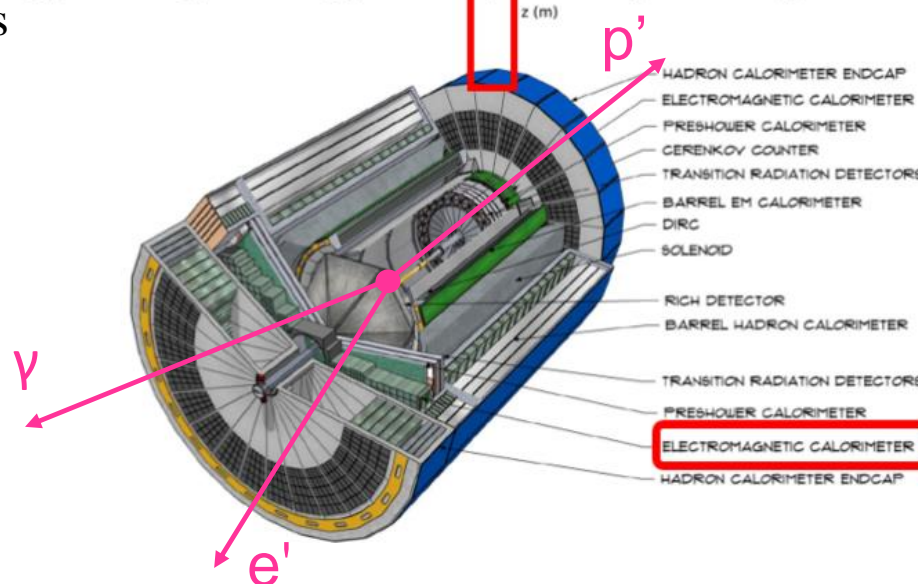 s
z (m)
p’
HADRON CALORIMETER ENDCAP
ELECTROMAGNETIC CALORIMETER
PRESHOWER CALORIMETER
CERENKOV COUNTER
TRANSITION RADIATION DETECTORS
BARREL EM CALORIMETER
DIRC
SOLENOID
RICH DETECTOR
BARREL HADRON CALORIMETER
γ
TRANSITION RADIATION DETECTORS
PRESHOWER CALORIMETER
ELECTROMAGNETIC CALORIMETER
HADRON CALORIMETER ENDCAP
e'